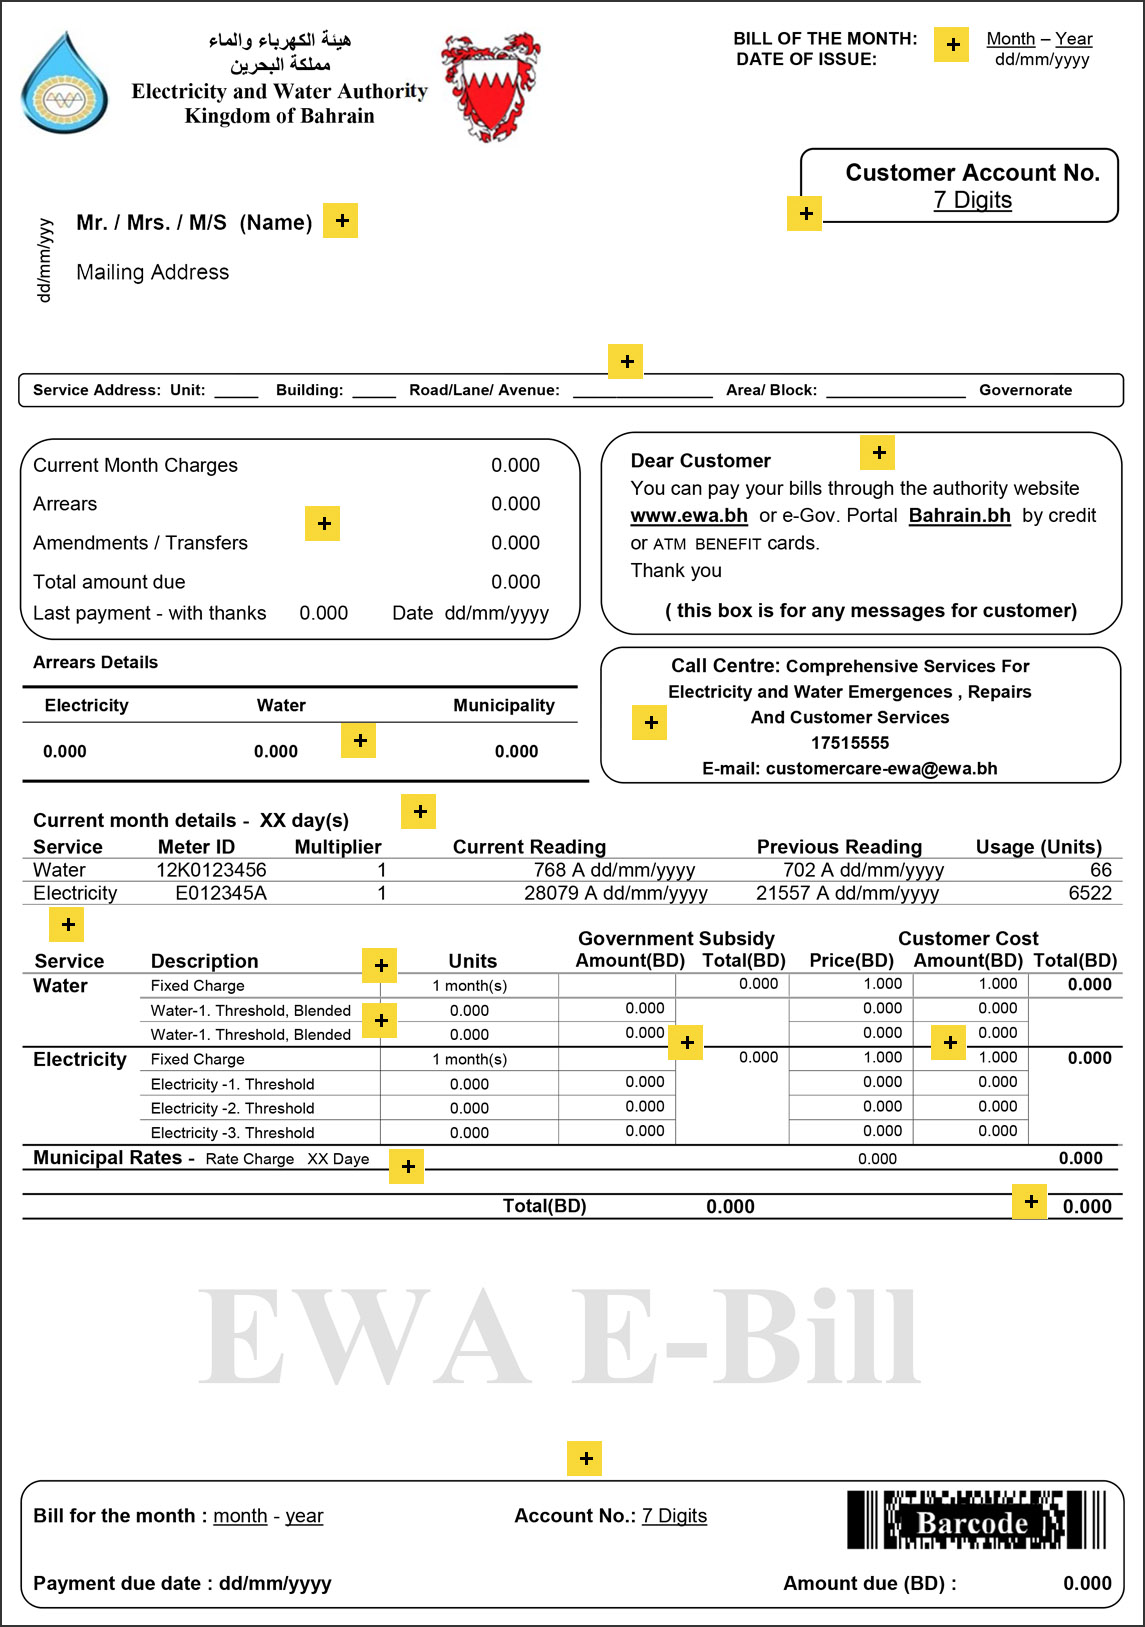 هيئة الكهرباء والماء
مملكة البحرين
Electricity and Water Authority
Kingdom of Bahrain
BILL OF THE MONTH: + Month – Year
DATE OF ISSUE: dd/mm/yyyy
Customer Account No.
7 Digits
+
dd/mm/yyy
Mr. / Mrs. / M/S (Name) +
Mailing Address
+
Service Address: Unit: _____ Building: _____ Road/Lane/ Avenue: ________________ Area/ Block: ________________ Governorate
Current Month Charges 0.000
Arrears 0.000
+
Amendments / Transfers 0.000
Total amount due 0.000
Last payment - with thanks 0.000 Date dd/mm/yyyy
+
Dear Customer
You can pay your bills through the authority website
www.ewa.bh or e-Gov. Portal Bahrain.bh by credit
or ATM BENEFIT cards.
Thank you
( this box is for any messages for customer)
Arrears Details
Electricity Water Municipality
+
0.000 0.000 0.000
Call Centre: Comprehensive Services For
Electricity and Water Emergences , Repairs
+ And Customer Services
17515555
E-mail: customercare-ewa@ewa.bh
+
Current month details - XX day(s)
Service Meter ID Multiplier Current Reading Previous Reading Usage (Units)
Water 12K0123456 1 768 A dd/mm/yyyy 702 A dd/mm/yyyy 66
Electricity E012345A 1 28079 A dd/mm/yyyy 21557 A dd/mm/yyyy 6522
+
Government Subsidy Customer Cost
Service Description + Units Amount(BD) Total(BD) Price(BD) Amount(BD) Total(BD)
Water Fixed Charge 1 month(s) 0.000 1.000 1.000 0.000
Water-1. Threshold, Blended + 0.000 0.000 0.000 0.000
Water-1. Threshold, Blended 0.000 0.000 + 0.000 + 0.000
Electricity Fixed Charge 1 month(s) 0.000 1.000 1.000 0.000
Electricity -1. Threshold 0.000 0.000 0.000 0.000
Electricity -2. Threshold 0.000 0.000 0.000 0.000
Electricity -3. Threshold 0.000 0.000 0.000 0.000
Municipal Rates - Rate Charge XX Daye + 0.000 0.000
Total(BD) 0.000 + 0.000
EWA E-Bill
+
Bill for the month : month - year Account No.: 7 Digits Barcode
Payment due date : dd/mm/yyyy Amount due (BD) : 0.000